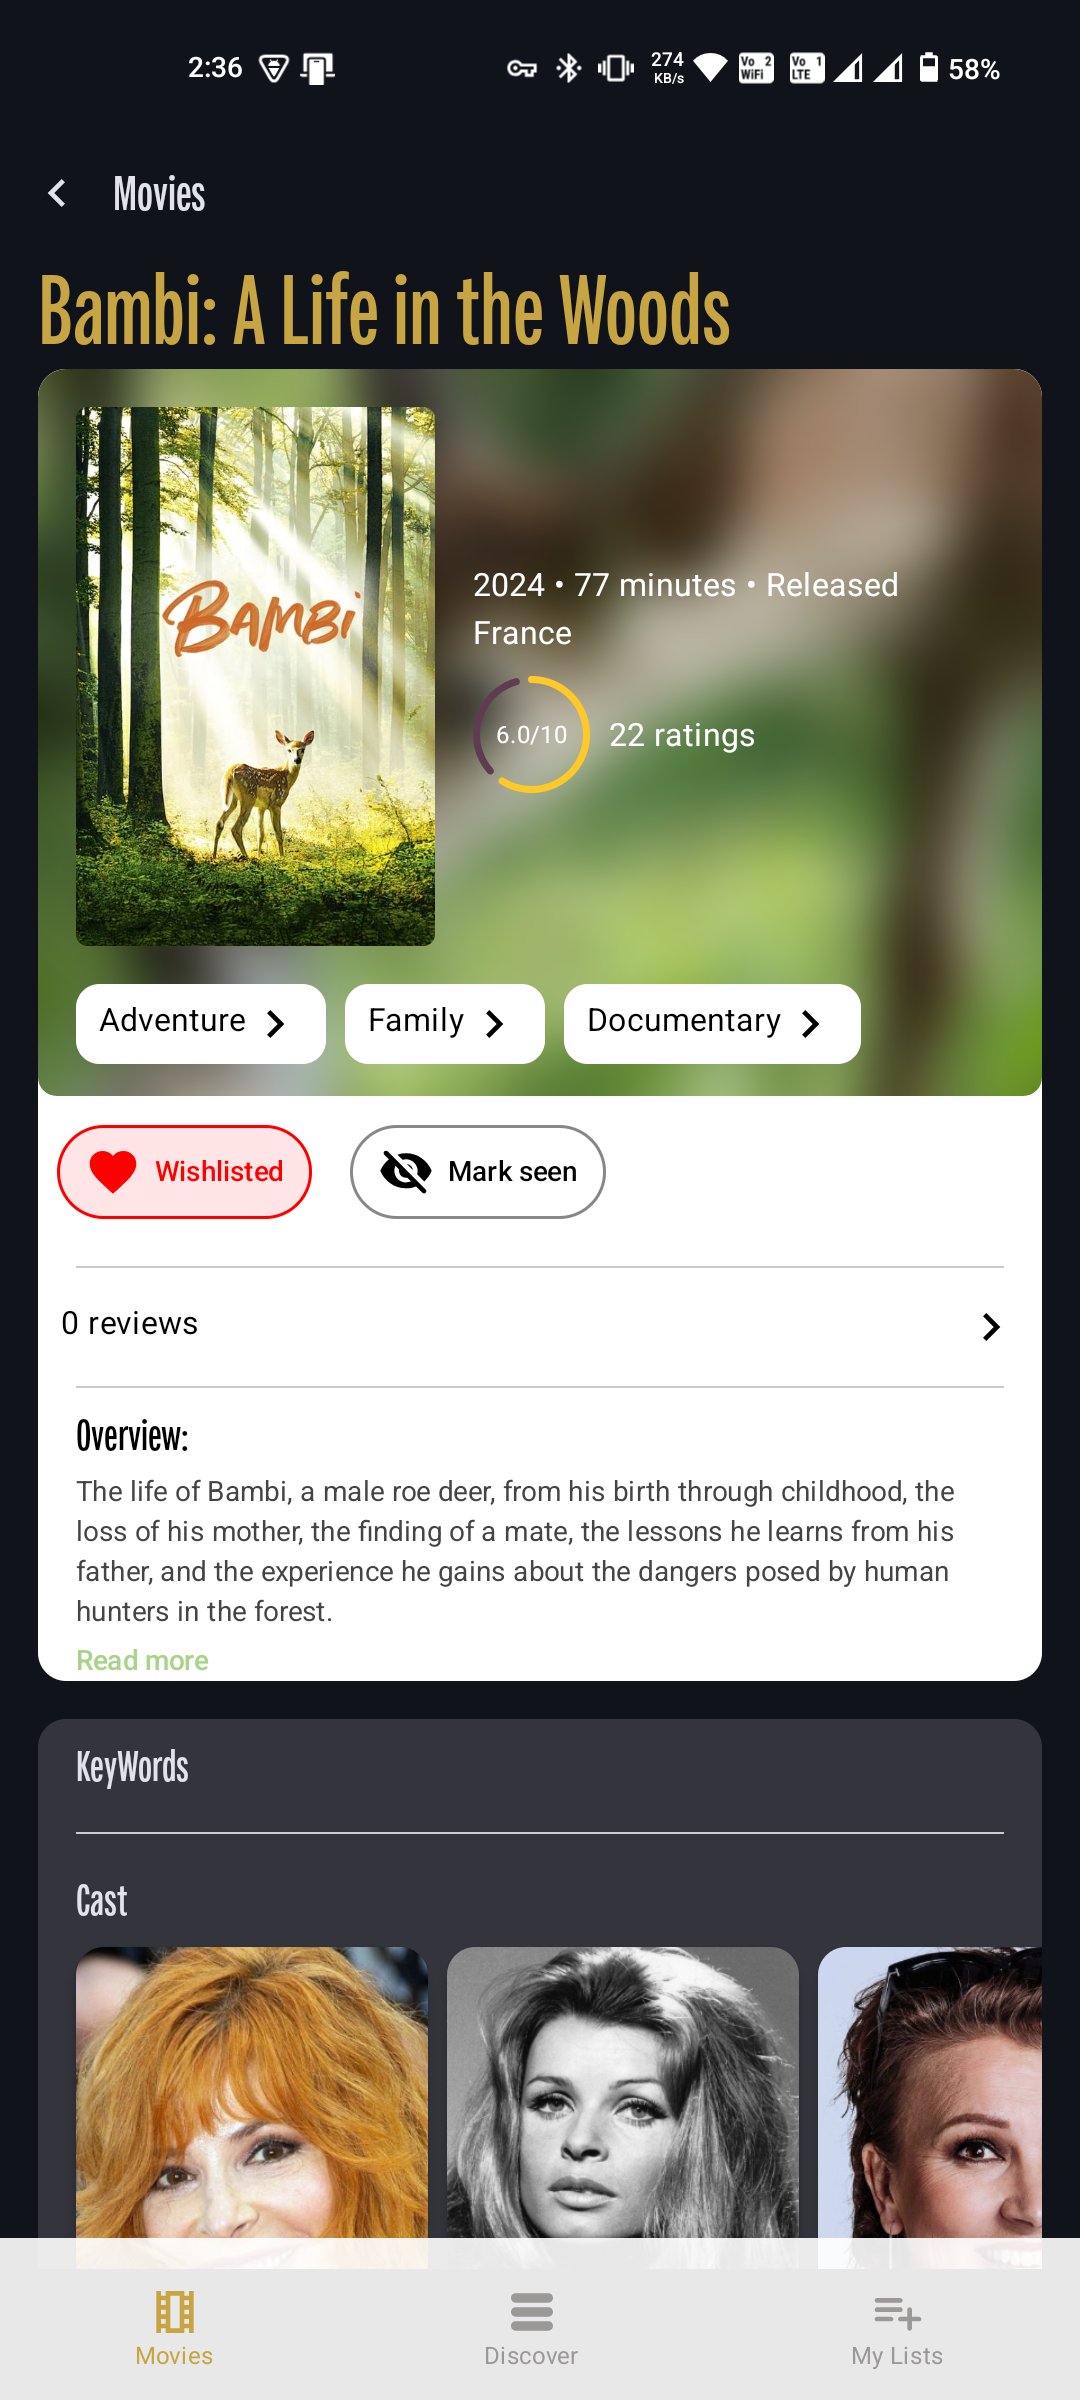 2:36
274
KB/s
Vo 2
WiFi
Vo 1
LTE
58%
Movies
Bambi: A Life in the Woods
BAMBi
2024 • 77 minutes • Released
France
6.0/10
22 ratings
Adventure
Family
Documentary
Wishlisted
Mark seen
0 reviews
Overview:
The life of Bambi, a male roe deer, from his birth through childhood, the
loss of his mother, the finding of a mate, the lessons he learns from his
father, and the experience he gains about the dangers posed by human
hunters in the forest.
Read more
KeyWords
Cast
Movies
Discover
My Lists